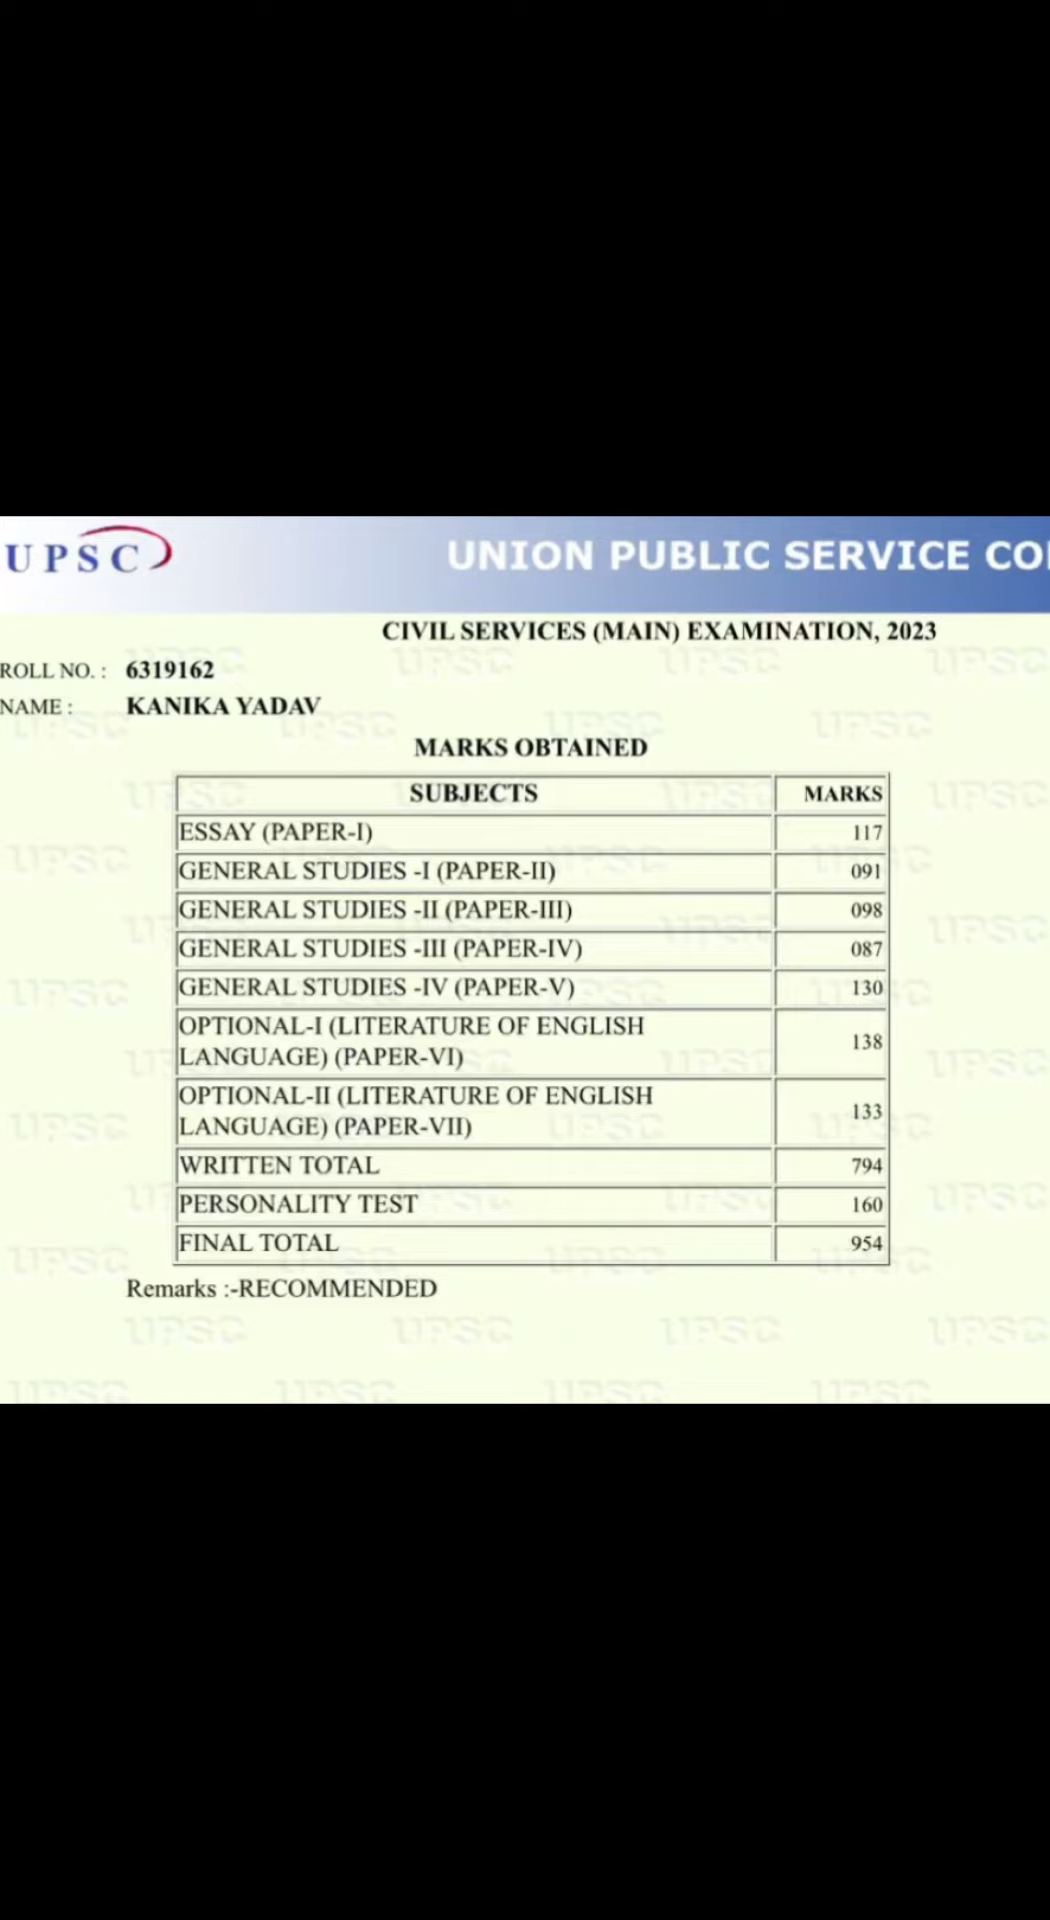 UPSC
UNION PUBLIC SERVICE
CIVIL SERVICES (MAIN) EXAMINATION, 2023
ROLL NO. : 6319162
NAME : KANIKA YADAV
MARKS OBTAINED
SUBJECTS MARKS
ESSAY (PAPER-I) 117
GENERAL STUDIES -I (PAPER-II) 091
GENERAL STUDIES -II (PAPER-III) 098
GENERAL STUDIES -III (PAPER-IV) 087
GENERAL STUDIES -IV (PAPER-V) 130
OPTIONAL-I (LITERATURE OF ENGLISH
LANGUAGE) (PAPER-VI) 138
OPTIONAL-II (LITERATURE OF ENGLISH
LANGUAGE) (PAPER-VII) 133
WRITTEN TOTAL 794
PERSONALITY TEST 160
FINAL TOTAL 954
Remarks :-RECOMMENDED